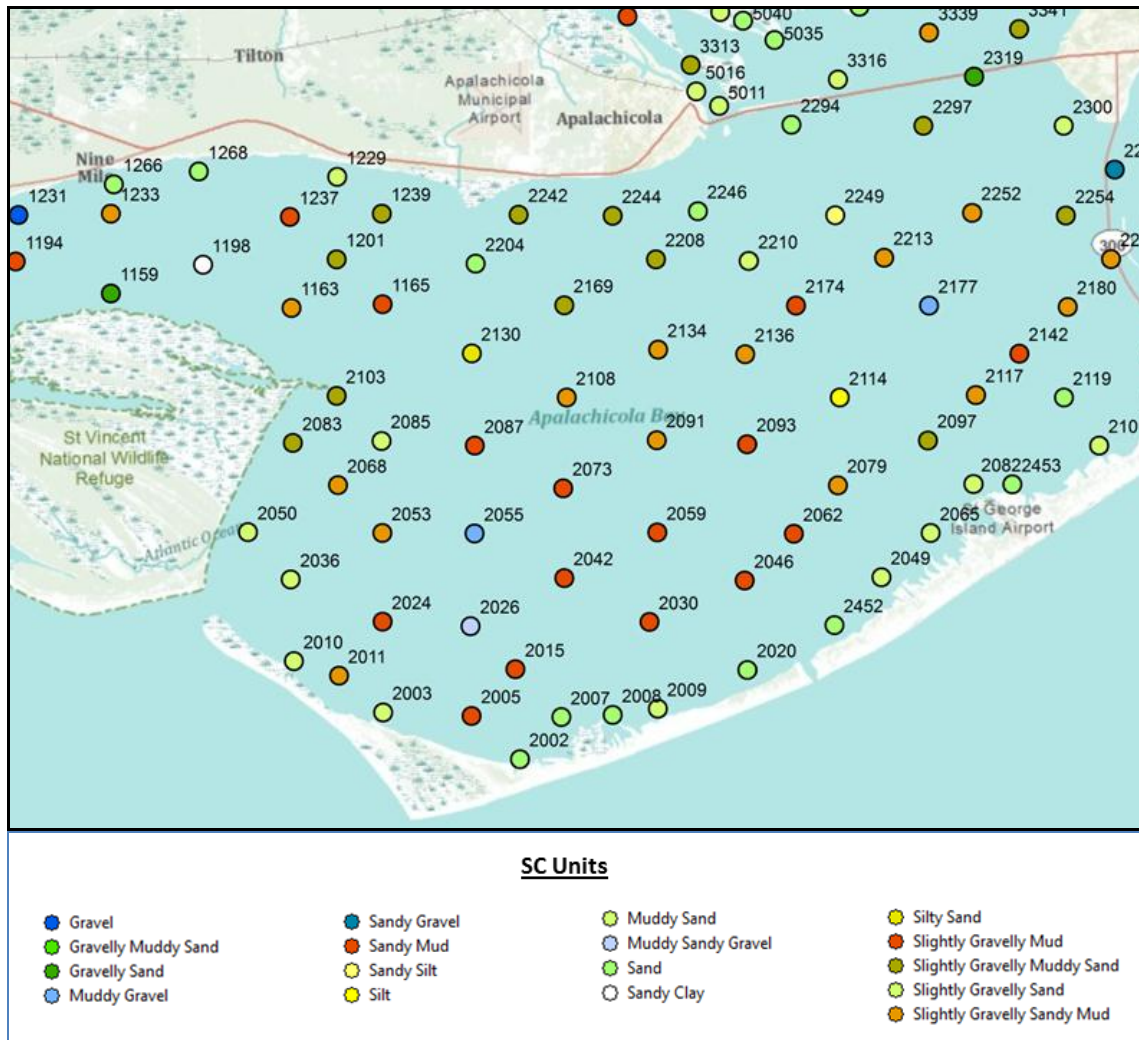 5040
3339
3341
5035
Tilton
3313
3316
2319
5016
Apalachicola
Municipal
Airport
5011
Apalachicola
2294
2297
2300
Nine
Mile
1266
1268
1229
1231
1233
1237
1239
2242
2244
2246
2249
2252
2254
300
1194
1198
1201
2204
2208
2210
2213
1159
1163
1165
2169
2174
2177
2180
2130
2134
2136
2142
2103
2108
2114
2117
2119
Apalachicola Bay
St Vincent
National Wildlife
Refuge
2083
2085
2087
2091
2093
2097
210
2068
2073
2079
2082
2453
St George
Island Airport
2050
2053
2055
2059
2062
2065
Atlantic Ocean
2036
2042
2046
2049
2024
2026
2030
2452
2010
2011
2015
2020
2003
2005
2007
2008
2009
2002
SC Units
Gravel
Gravelly Muddy Sand
Gravelly Sand
Muddy Gravel
Sandy Gravel
Sandy Mud
Sandy Silt
Silt
Muddy Sand
Muddy Sandy Gravel
Sand
Sandy Clay
Silty Sand
Slightly Gravelly Mud
Slightly Gravelly Muddy Sand
Slightly Gravelly Sand
Slightly Gravelly Sandy Mud